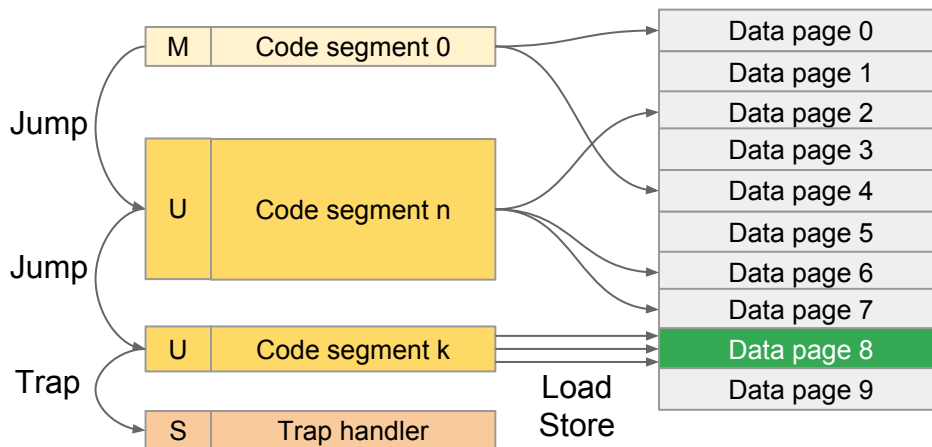 M Code segment 0
Jump
U Code segment n
Jump
U Code segment k
Trap
S Trap handler
Load
Store
Data page 0
Data page 1
Data page 2
Data page 3
Data page 4
Data page 5
Data page 6
Data page 7
Data page 8
Data page 9